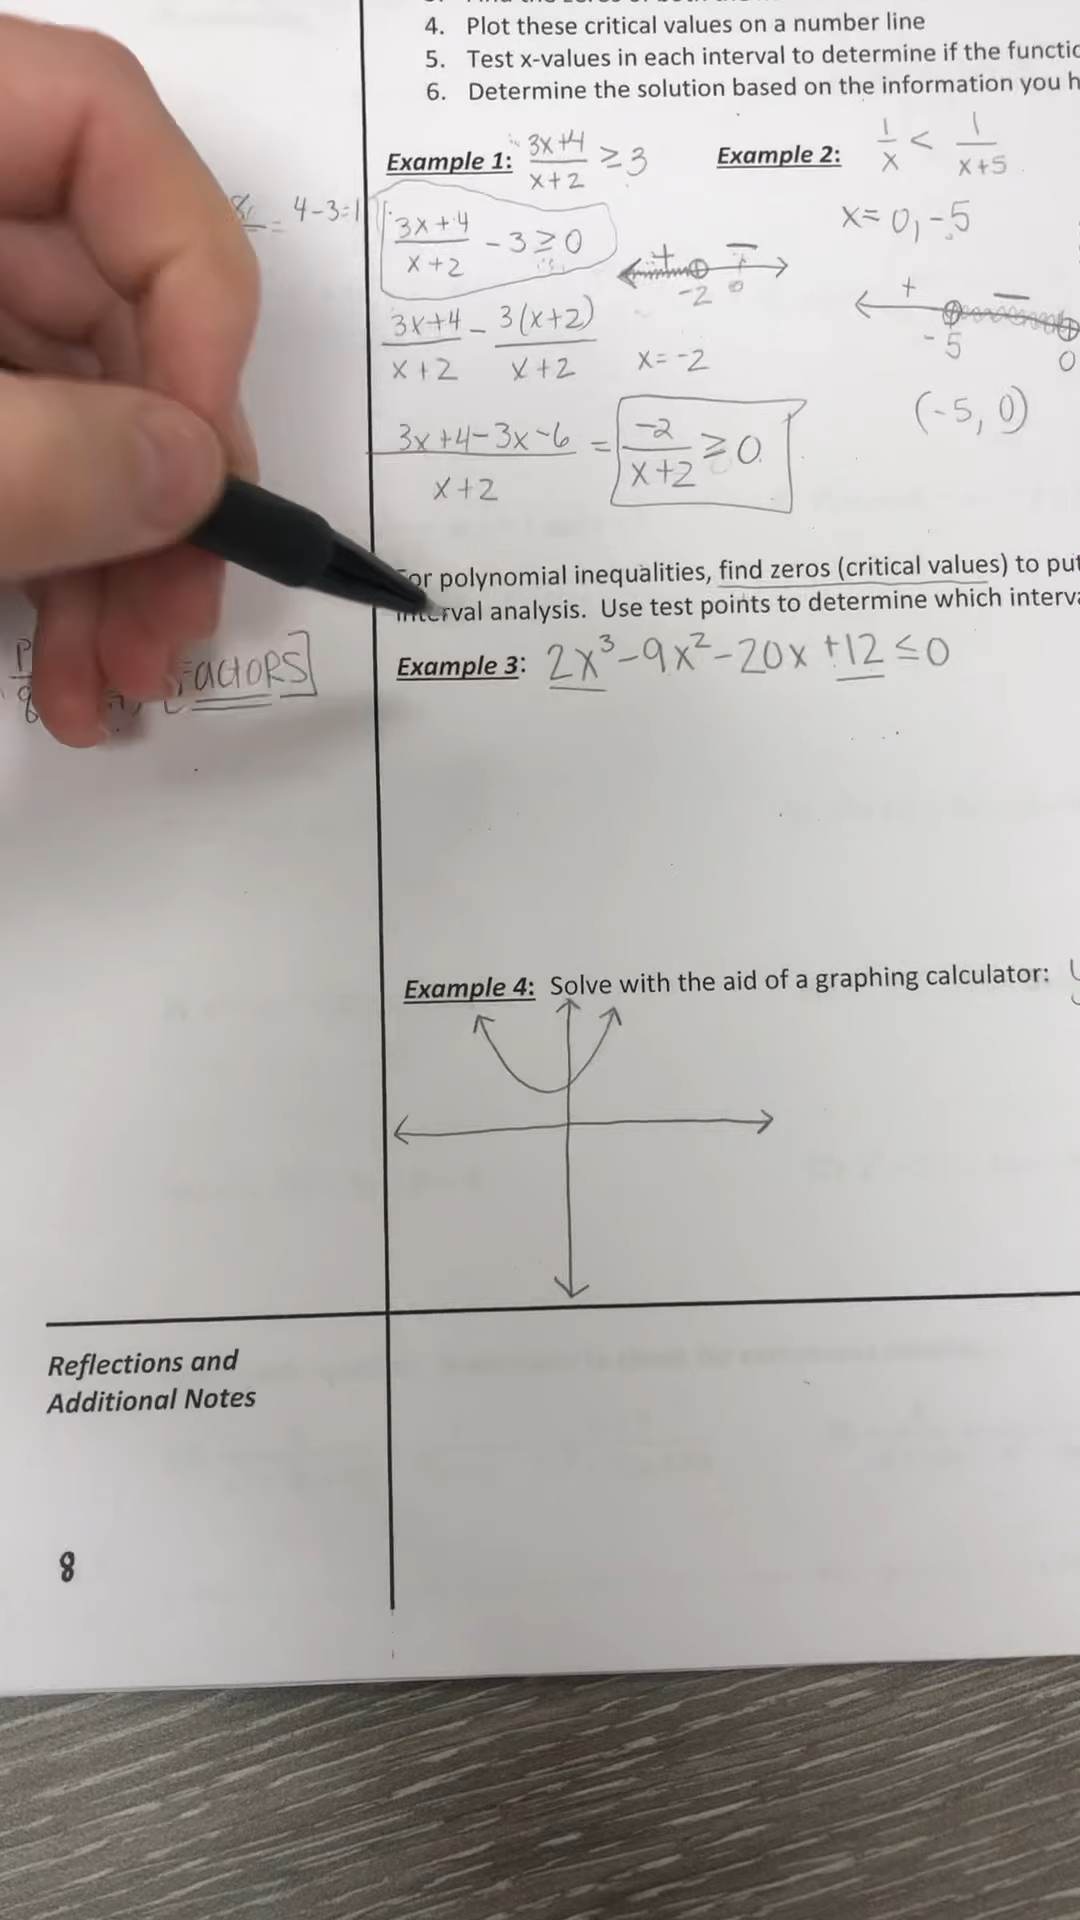 4. Plot these critical values on a number line
5. Test x-values in each interval to determine if the functio
6. Determine the solution based on the information you h
Example 1: 3x+4/x+2 ≥ 3
Example 2: 1/x < 1/x+5
4-3=1
3x+4/x+2 - 3 ≥ 0
+ -
-2 0
x = 0, -5
+ -
-5 0
3x+4/x+2 - 3(x+2)/x+2
x = -2
(-5, 0)
3x+4-3x-6/x+2 = -2/x+2 ≥ 0
or polynomial inequalities, find zeros (critical values) to put
interval analysis. Use test points to determine which interva
Example 3: 2x³-9x²-20x+12 ≤ 0
P/q FACTORS]
Example 4: Solve with the aid of a graphing calculator:
Reflections and
Additional Notes
8